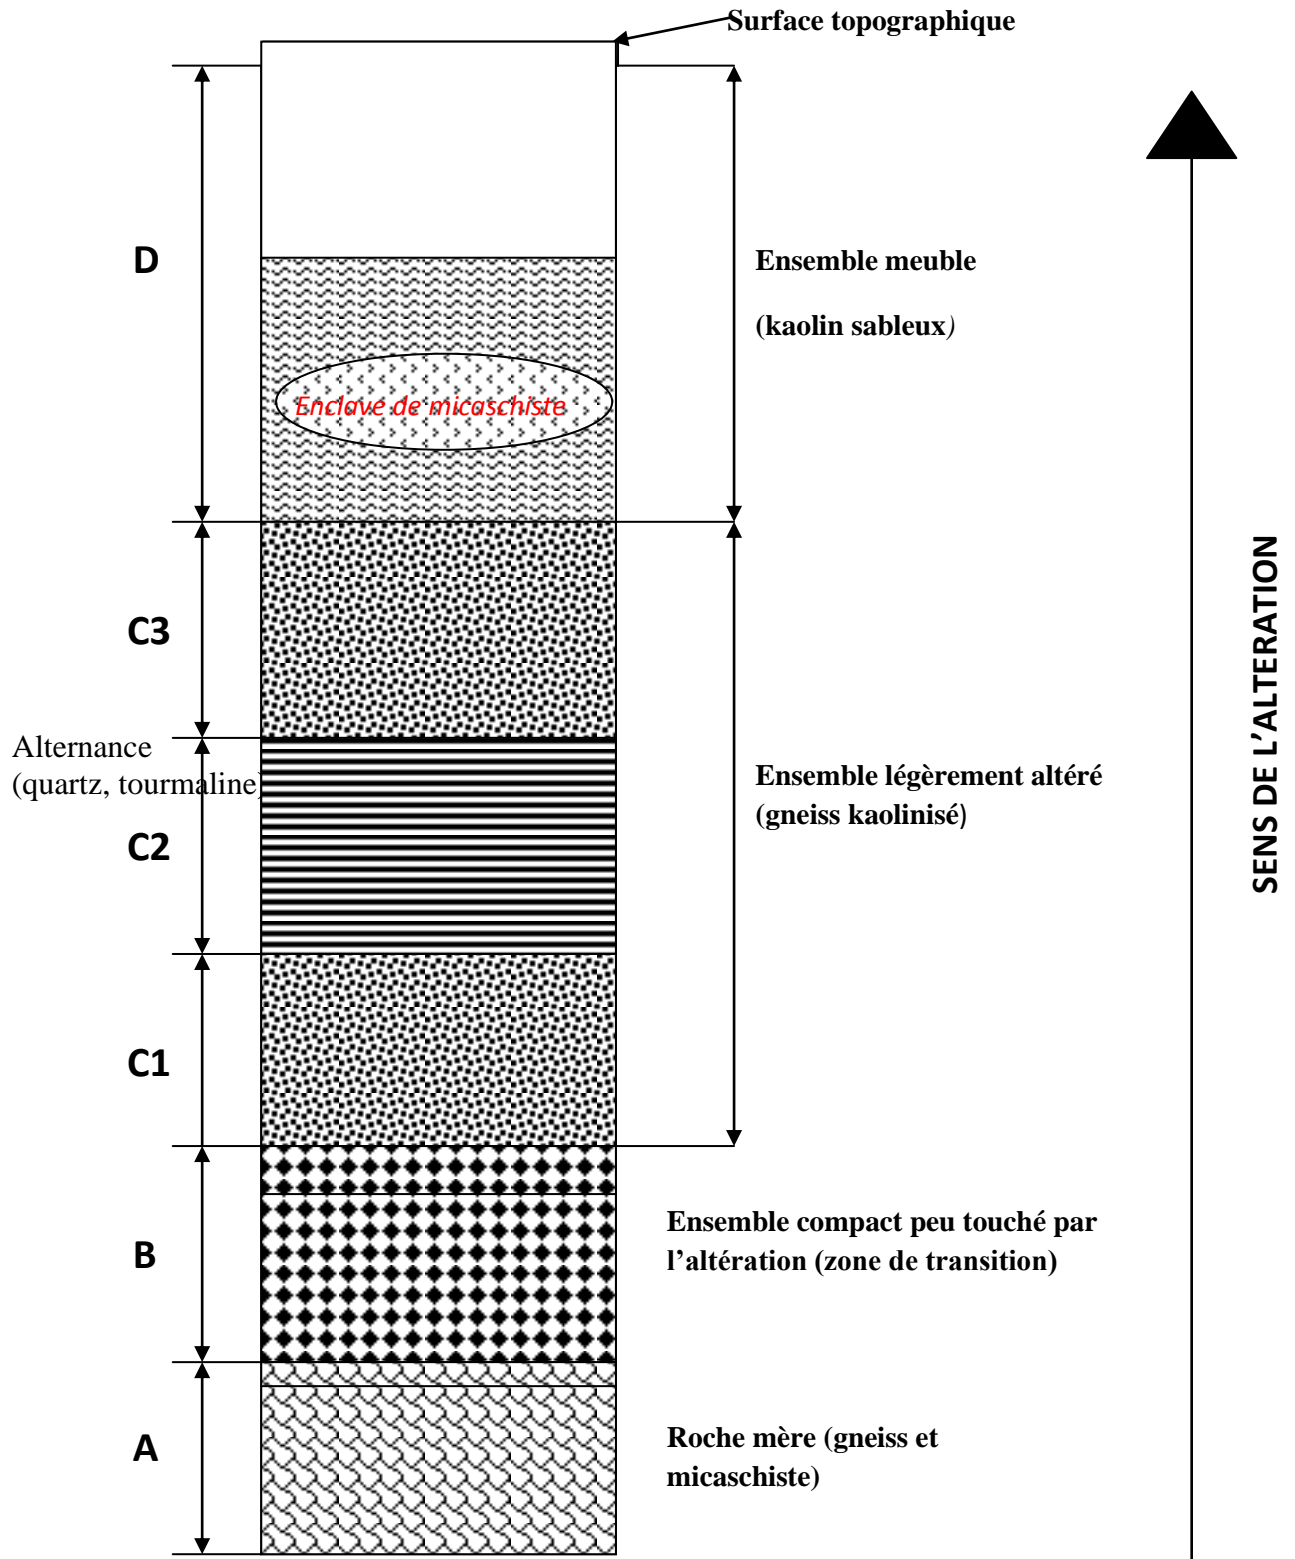 Surface topographique
D
Ensemble meuble
(kaolin sableux)
Enclave de micaschiste
C3
Alternance
(quartz, tourmaline)
C2
Ensemble légèrement altéré
(gneiss kaolinisé)
SENS DE L'ALTERATION
C1
B
Ensemble compact peu touché par
l'altération (zone de transition)
A
Roche mère (gneiss et
micaschiste)